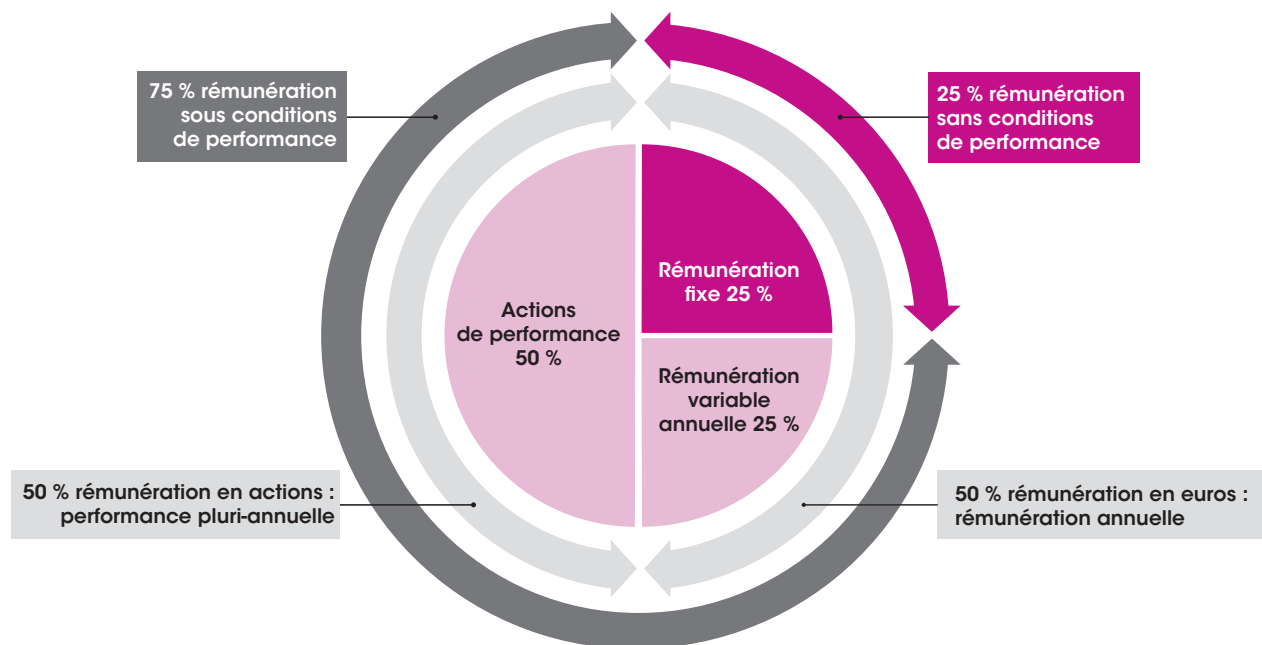 75 % rémunération
sous conditions
de performance
25 % rémunération
sans conditions
de performance
Rémunération
fixe 25 %
Actions
de performance
50 %
Rémunération
variable
annuelle 25 %
50 % rémunération en actions :
performance pluri-annuelle
50 % rémunération en euros :
rémunération annuelle